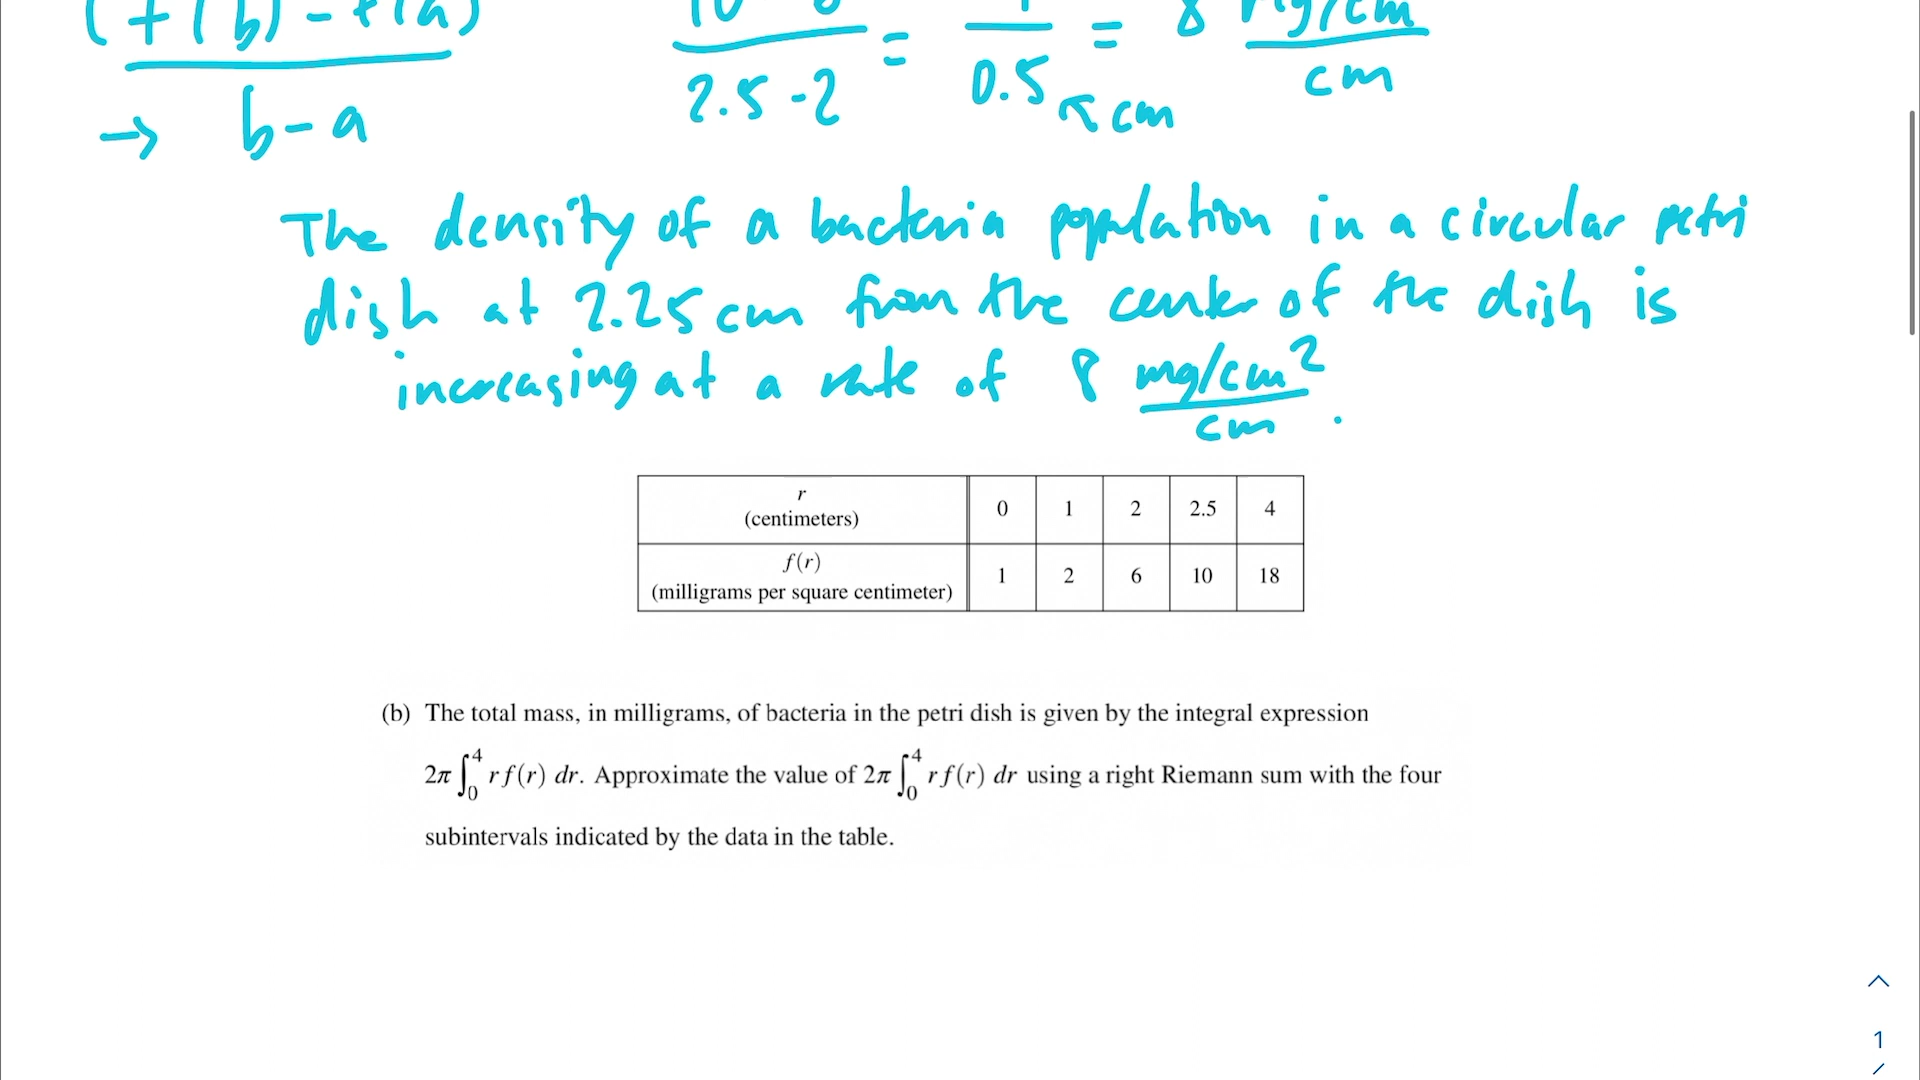 b-a
2.5-2 = 0.5 = 8 mg/cm
cm
cm
The density of a bacteria population in a circular petri
dish at 2.25 cm from the center of the dish is
increasing at a rate of 8 mg/cm²
cm .
r
(centimeters) 0 1 2 2.5 4
f(r)
(milligrams per square centimeter) 1 2 6 10 18
(b) The total mass, in milligrams, of bacteria in the petri dish is given by the integral expression
2π ∫₀⁴ r f(r) dr. Approximate the value of 2π ∫₀⁴ r f(r) dr using a right Riemann sum with the four
subintervals indicated by the data in the table.
1